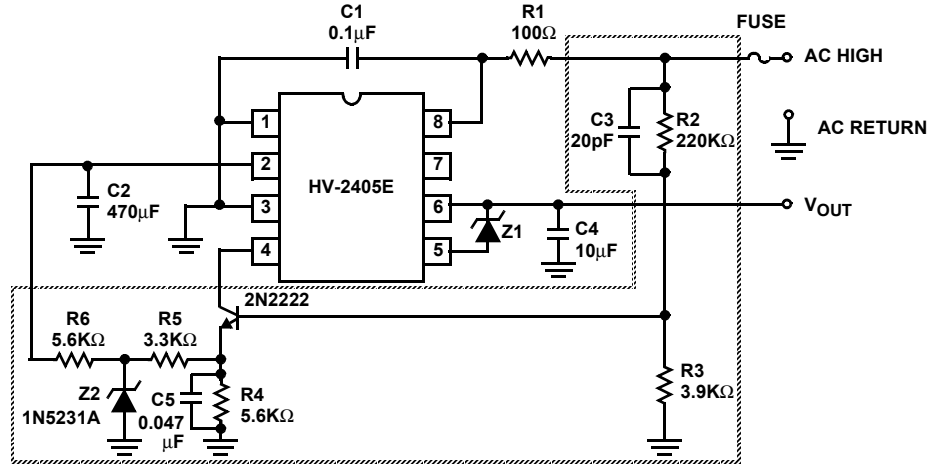 C1
0.1µF
R1
100Ω
FUSE
AC HIGH
1
8
C3
20pF
R2
220KΩ
AC RETURN
2
7
HV-2405E
C2
470µF
3
6
VOUT
Z1
C4
10µF
4
5
2N2222
R6
5.6KΩ
R5
3.3KΩ
R3
3.9KΩ
Z2
1N5231A
C5
0.047
µF
R4
5.6KΩ